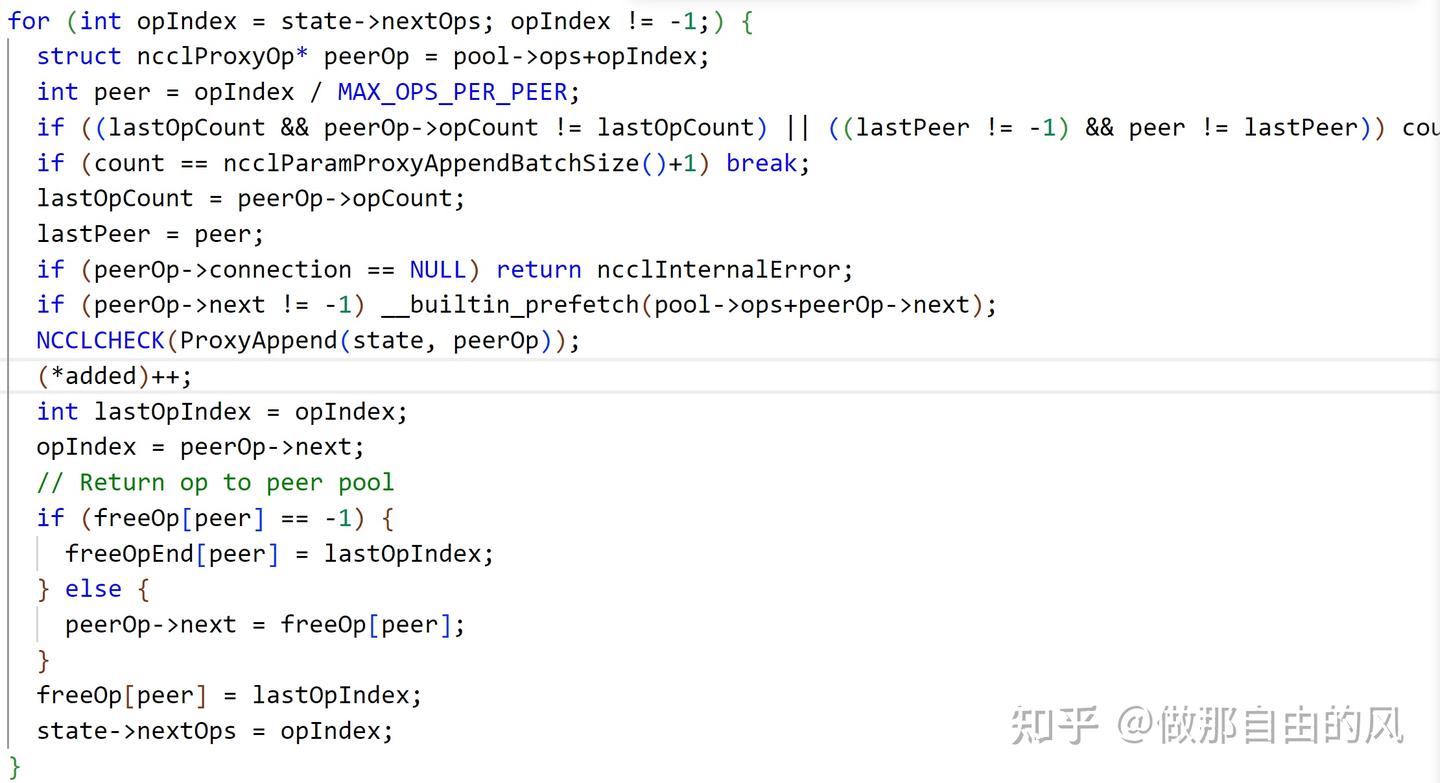 for (int opIndex = state->nextOps; opIndex != -1;) {
struct ncclProxyOp* peerOp = pool->ops+opIndex;
int peer = opIndex / MAX_OPS_PER_PEER;
if ((lastOpCount && peerOp->opCount != lastOpCount) || ((lastPeer != -1) && peer != lastPeer)) cou
if (count == ncclParamProxyAppendBatchSize()+1) break;
lastOpCount = peerOp->opCount;
lastPeer = peer;
if (peerOp->connection == NULL) return ncclInternalError;
if (peerOp->next != -1) __builtin_prefetch(pool->ops+peerOp->next);
NCCLCHECK(ProxyAppend(state, peerOp));
(*added)++;
int lastOpIndex = opIndex;
opIndex = peerOp->next;
// Return op to peer pool
if (freeOp[peer] == -1) {
freeOpEnd[peer] = lastOpIndex;
} else {
peerOp->next = freeOp[peer];
}
freeOp[peer] = lastOpIndex;
state->nextOps = opIndex;
}
知乎 @做那自由的风